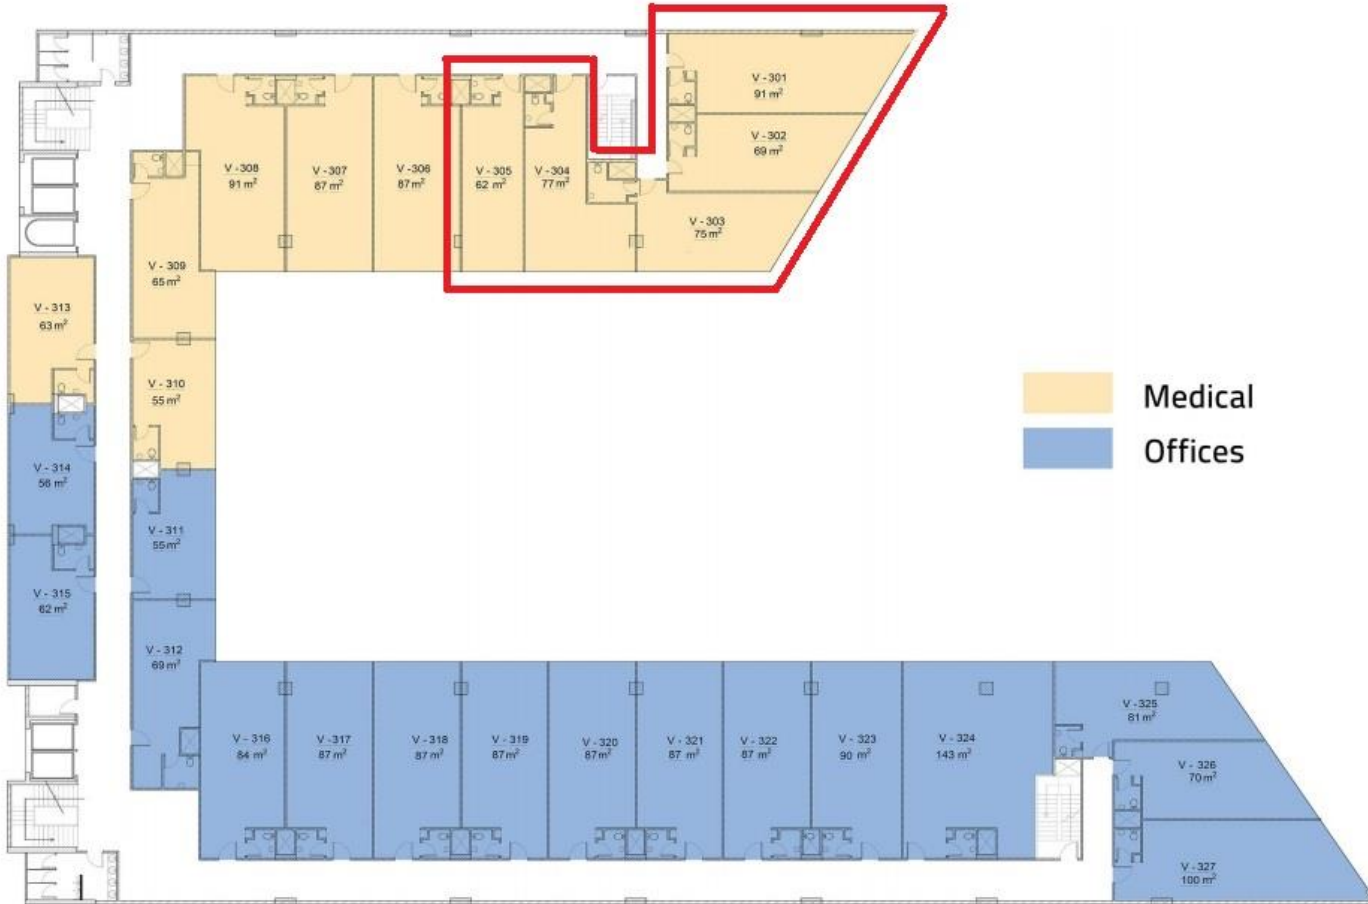 V - 301
91 m²
V - 302
69 m²
V - 303
75 m²
V - 304
77 m²
V - 305
62 m²
V - 306
87 m²
V - 307
87 m²
V - 308
91 m²
V - 309
65 m²
V - 310
55 m²
V - 313
63 m²
V - 314
56 m²
V - 315
62 m²
V - 311
55 m²
V - 312
69 m²
Medical
Offices
V - 316
84 m²
V - 317
87 m²
V - 318
87 m²
V - 319
87 m²
V - 320
87 m²
V - 321
87 m²
V - 322
87 m²
V - 323
90 m²
V - 324
143 m²
V - 325
81 m²
V - 326
70 m²
V - 327
100 m²